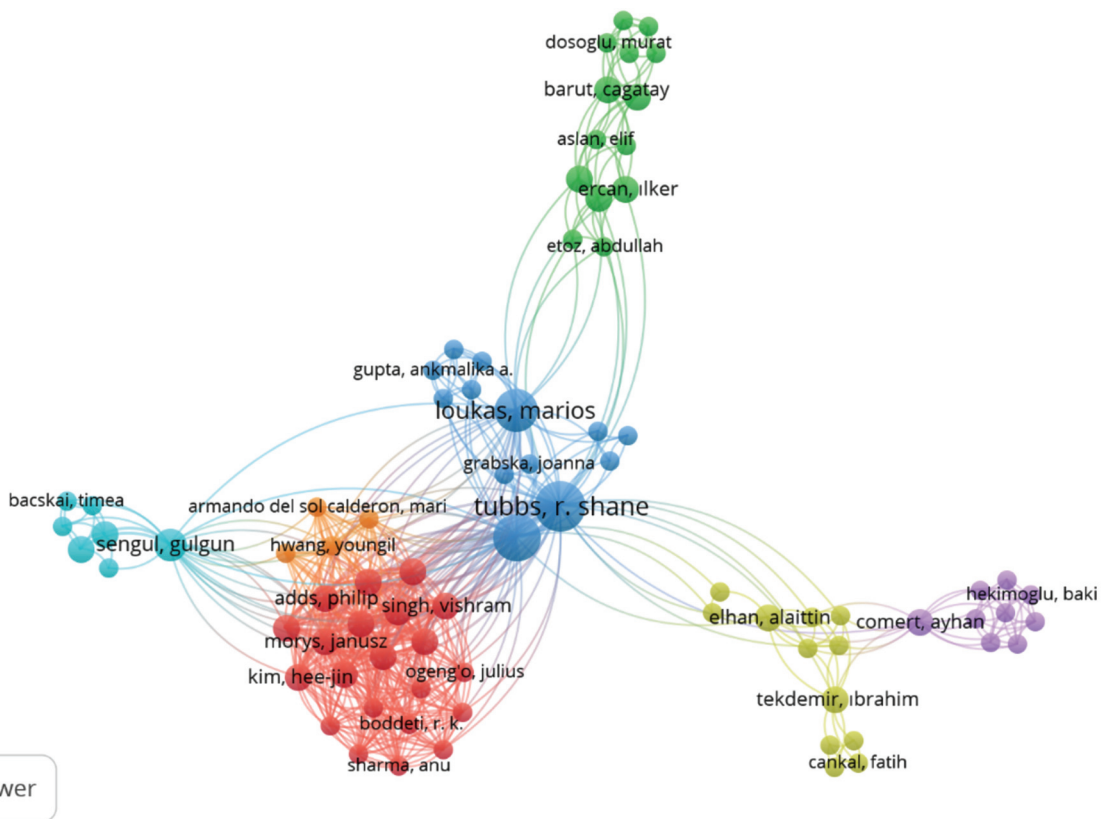 dosoglu, murat
barut, cagatay
aslan, elif
ercan, ılker
etoz, abdullah
gupta, ankmalika a.
loukas, marios
grabska, joanna
tubbs, r. shane
bacskai, timea
sengul, gulgun
armando del sol calderon, mari
hwang, youngil
adds, philip
singh, vishram
morys, janusz
kim, hee-jin
ogeng'o, julius
boddeti, r. k.
sharma, anu
elhan, alaittin
comert, ayhan
hekimoglu, baki
tekdemir, ıbrahim
cankal, fatih
wer